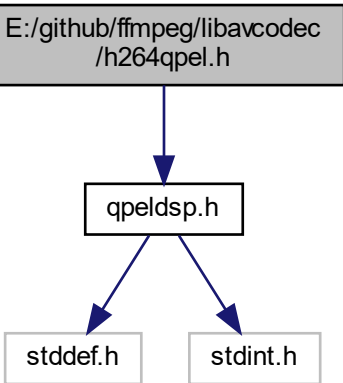 E:/github/ffmpeg/libavcodec
/h264qpel.h
qpeldsp.h
stddef.h
stdint.h